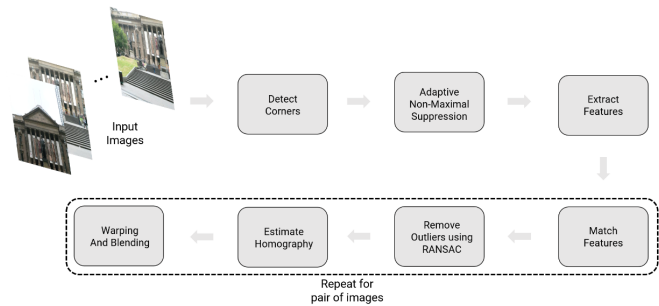 Input
Images
Detect
Corners
Adaptive
Non-Maximal
Suppression
Extract
Features
Match
Features
Remove
Outliers using
RANSAC
Estimate
Homography
Warping
And Blending
Repeat for
pair of images